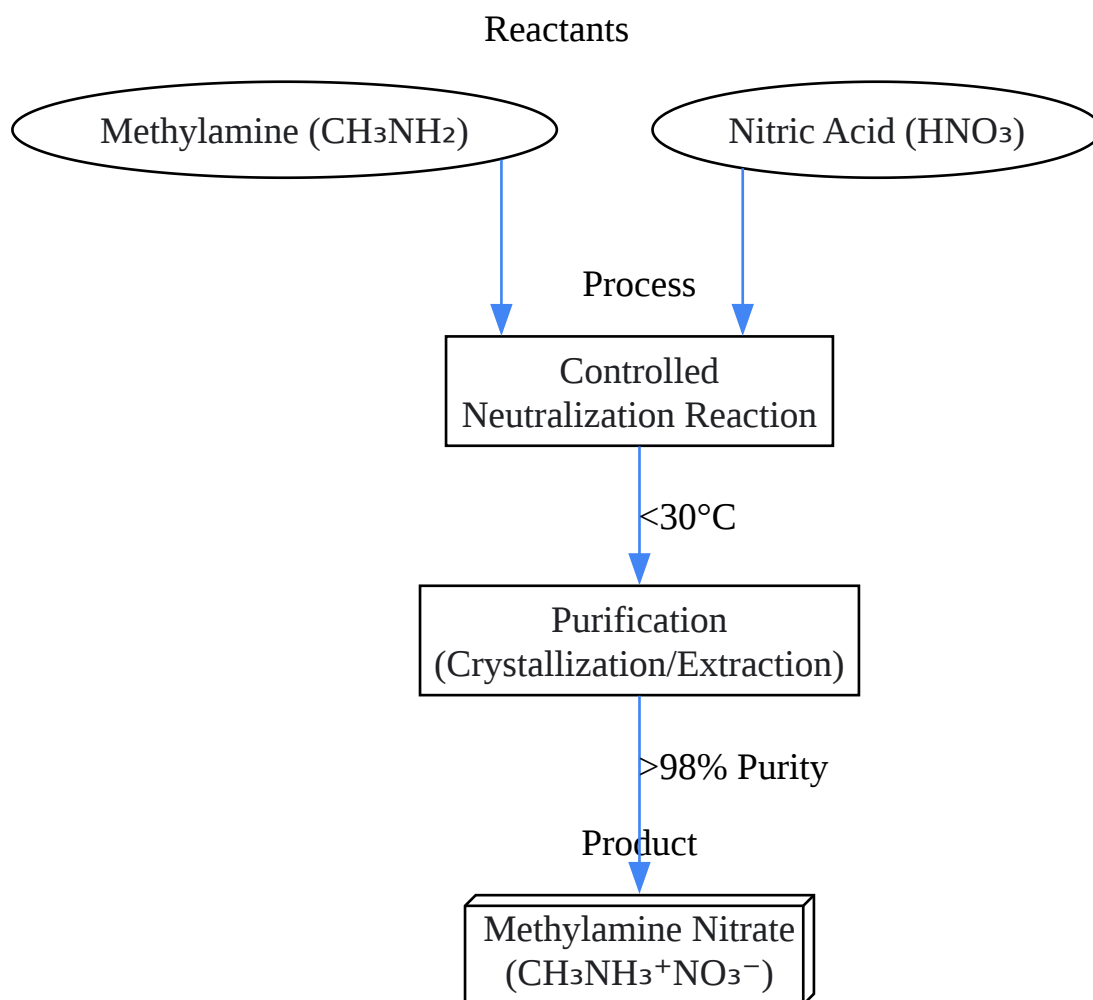 Reactants
Methylamine (CH₃NH₂)
Nitric Acid (HNO₃)
Process
Controlled
Neutralization Reaction
<30°C
Purification
(Crystallization/Extraction)
>98% Purity
Product
Methylamine Nitrate
(CH₃NH₃⁺NO₃⁻)